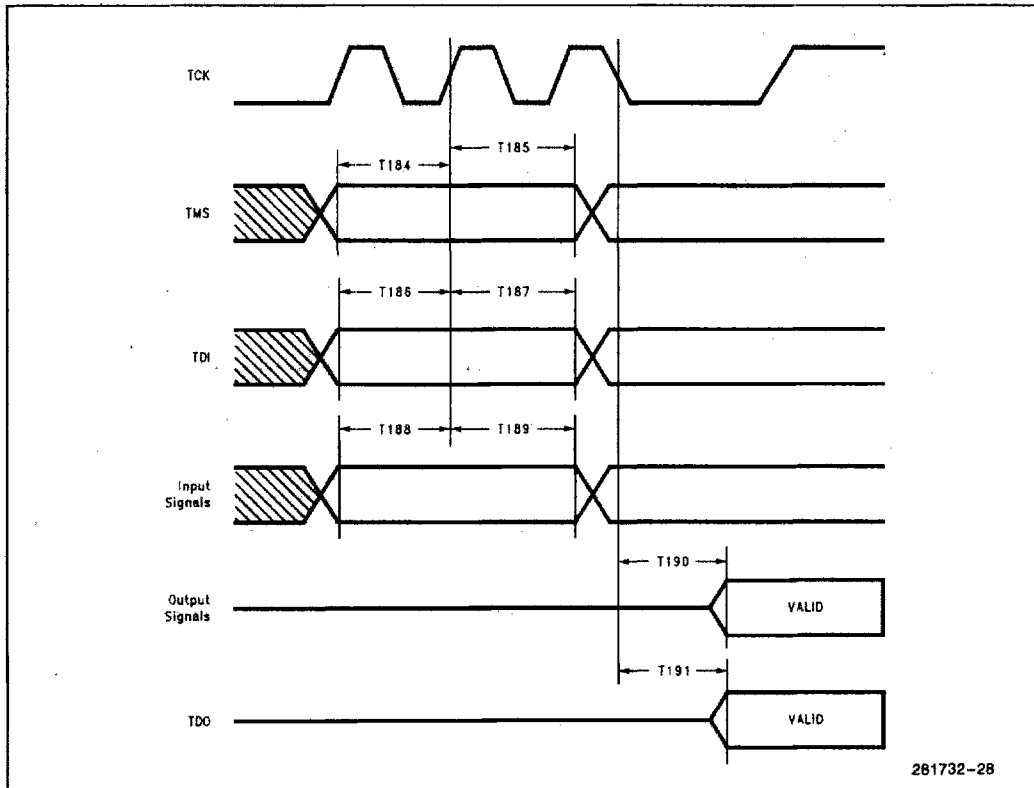 TCK
T185
T184
TMS
T186
T187
TDI
T188
T189
Input
Signals
T190
Output
Signals
VALID
T191
TDO
VALID
281732-28